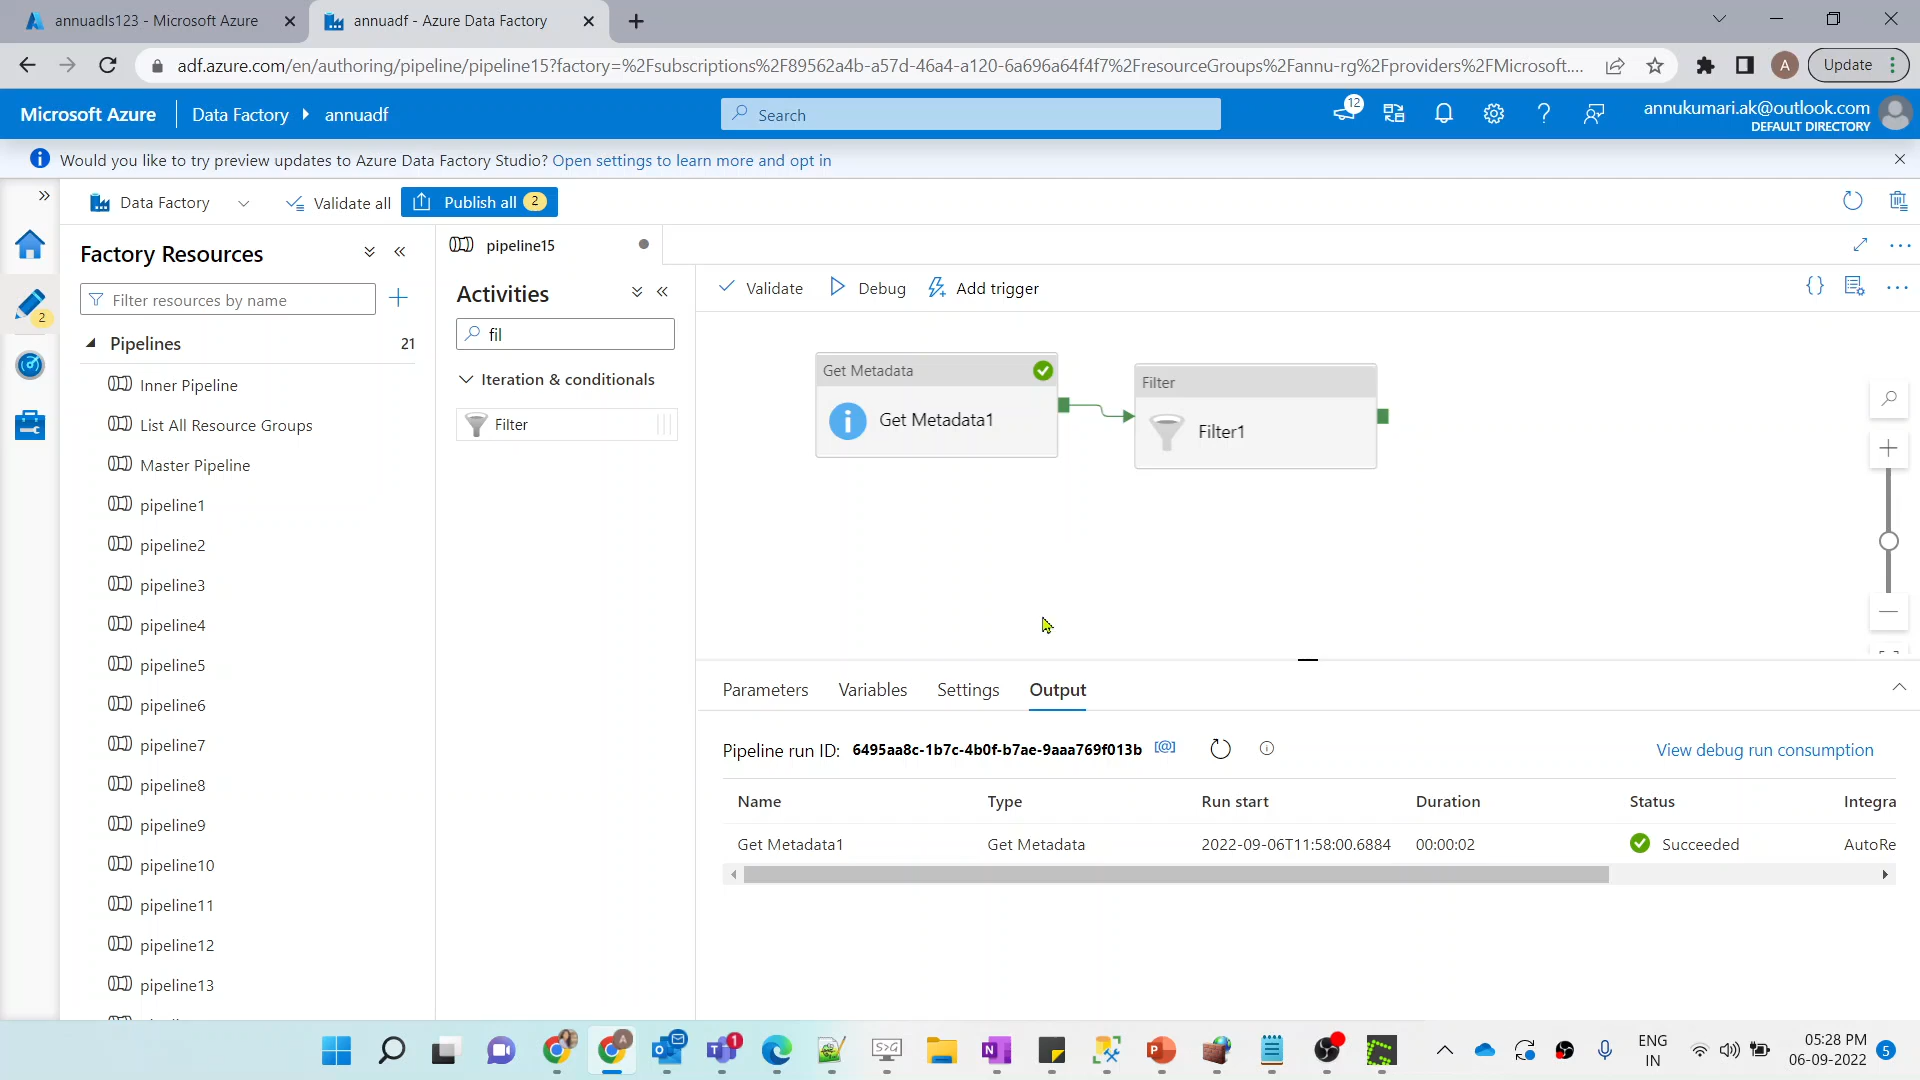 annuadls123 - Microsoft Azure
annuadf - Azure Data Factory
adf.azure.com/en/authoring/pipeline/pipeline15?factory=%2Fsubscriptions%2F89562a4b-a57d-46a4-a120-6a696a64f4f7%2FresourceGroups%2Fannu-rg%2Fproviders%2FMicrosoft....
A
Update
Microsoft Azure
Data Factory
annuadf
Search
12
annukumari.ak@outlook.com
DEFAULT DIRECTORY
Would you like to try preview updates to Azure Data Factory Studio? Open settings to learn more and opt in
Data Factory
Validate all
Publish all 2
Factory Resources
Filter resources by name
2
Pipelines 21
Inner Pipeline
List All Resource Groups
Master Pipeline
pipeline1
pipeline2
pipeline3
pipeline4
pipeline5
pipeline6
pipeline7
pipeline8
pipeline9
pipeline10
pipeline11
pipeline12
pipeline13
pipeline15
Activities
fil
Iteration & conditionals
Filter
Validate
Debug
Add trigger
Get Metadata
Get Metadata1
Filter
Filter1
Parameters
Variables
Settings
Output
Pipeline run ID: 6495aa8c-1b7c-4b0f-b7ae-9aaa769f013b
View debug run consumption
Name Type Run start Duration Status Integra
Get Metadata1 Get Metadata 2022-09-06T11:58:00.6884 00:00:02 Succeeded AutoRe
A
1
S>G
ENG
IN
05:28 PM
06-09-2022
5